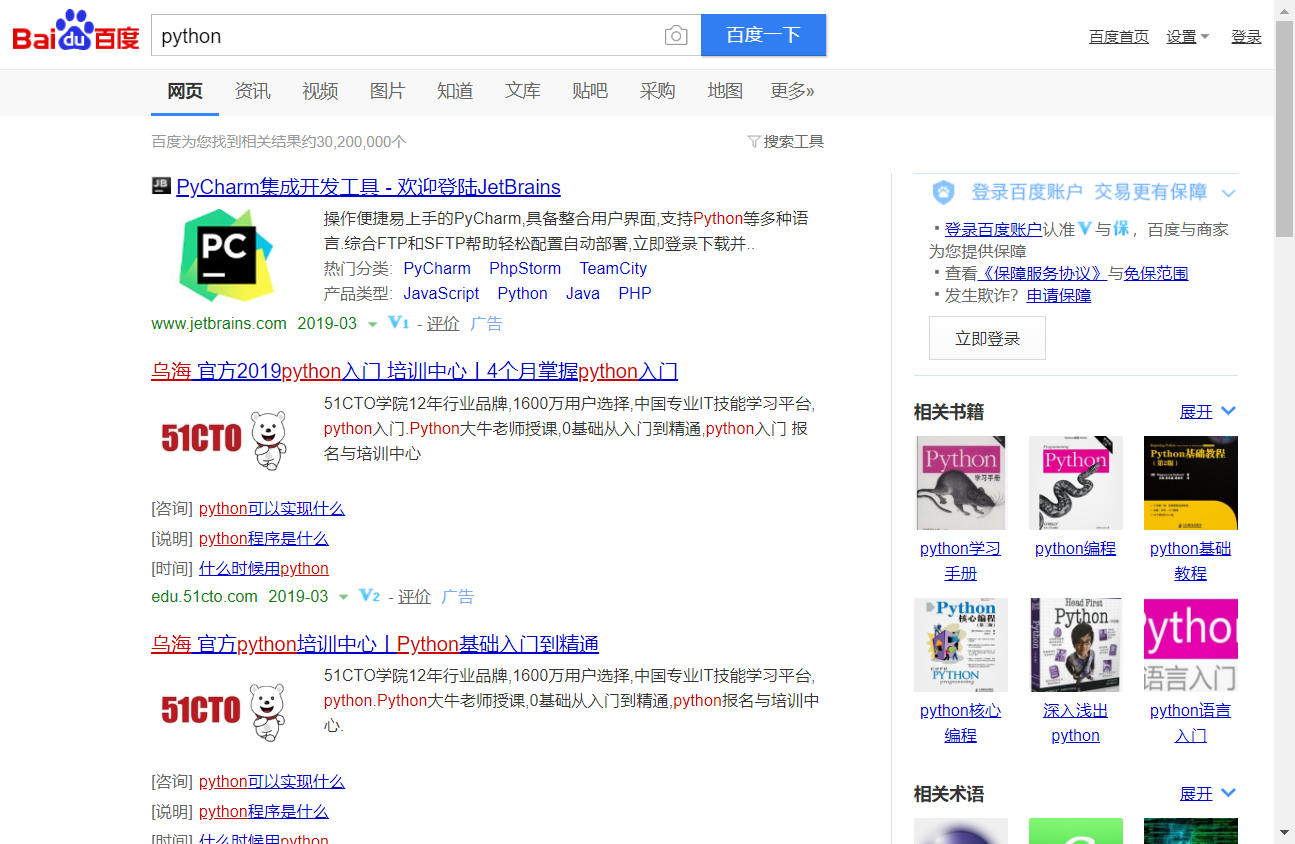 Bai du 百度
python
百度一下
百度首页 设置 登录
网页 资讯 视频 图片 知道 文库 贴吧 采购 地图 更多»
百度为您找到相关结果约30,200,000个
搜索工具
JB PyCharm集成开发工具 - 欢迎登陆JetBrains
PC
操作便捷易上手的PyCharm,具备整合用户界面,支持Python等多种语
言.综合FTP和SFTP帮助轻松配置自动部署,立即登录下载并..
热门分类: PyCharm PhpStorm TeamCity
产品类型: JavaScript Python Java PHP
www.jetbrains.com 2019-03 V1 - 评价 广告
乌海 官方2019python入门 培训中心丨4个月掌握python入门
51CTO
51CTO学院12年行业品牌,1600万用户选择,中国专业IT技能学习平台,
python入门.Python大牛老师授课,0基础从入门到精通,python入门 报
名与培训中心
[咨询] python可以实现什么
[说明] python程序是什么
[时间] 什么时候用python
edu.51cto.com 2019-03 V2 - 评价 广告
乌海 官方python培训中心丨Python基础入门到精通
51CTO
51CTO学院12年行业品牌,1600万用户选择,中国专业IT技能学习平台,
python.Python大牛老师授课,0基础从入门到精通,python报名与培训中
心.
[咨询] python可以实现什么
[说明] python程序是什么
[时间] 什么时候用python
登录百度账户 交易更有保障
·登录百度账户认准V与保，百度与商家
为您提供保障
·查看《保障服务协议》与免保范围
·发生欺诈？申请保障
立即登录
相关书籍 展开
Python
学习手册
Python
Python基础教程
（第2版）
python学习
手册
python编程
python基础
教程
Python
核心编程
PYTHON
programming
Head First
Python
Python
ytho
语言入门
python核心
编程
深入浅出
python
python语言
入门
相关术语 展开